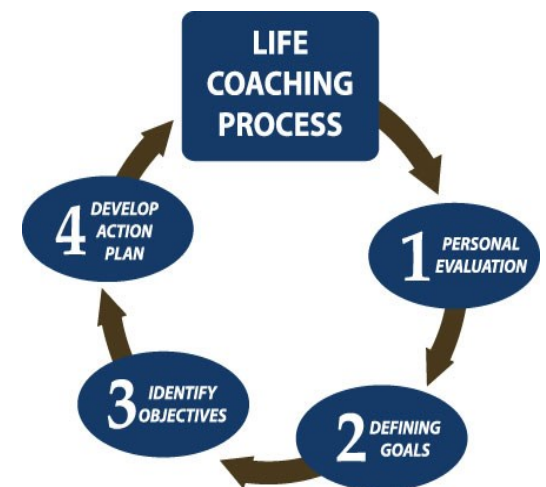 LIFE
COACHING
PROCESS
1 PERSONAL
EVALUATION
2 DEFINING
GOALS
3 IDENTIFY
OBJECTIVES
4 DEVELOP
ACTION
PLAN